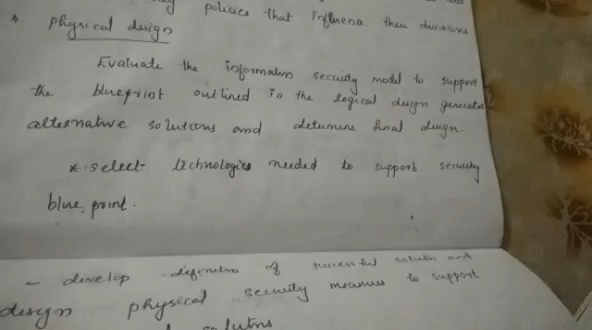 policies that influence their decisions
* physical design
Evaluate the information security model to support
the blueprint outlined in the logical design generates
alternative solutions and determine final design.
* select technologies needed to support security
blue print.
- develop definition of successful solution and
design physical security measures to support
solutns